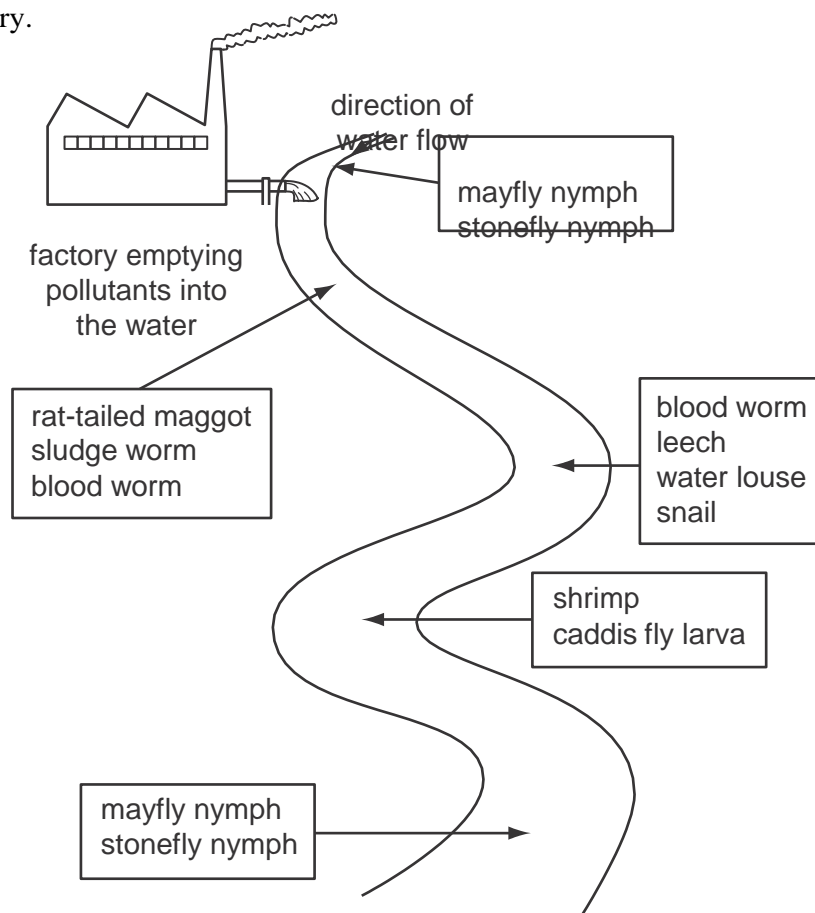 ry.
direction of
water flow
mayfly nymph
stonefly nymph
factory emptying
pollutants into
the water
rat-tailed maggot
sludge worm
blood worm
blood worm
leech
water louse
snail
shrimp
caddis fly larva
mayfly nymph
stonefly nymph